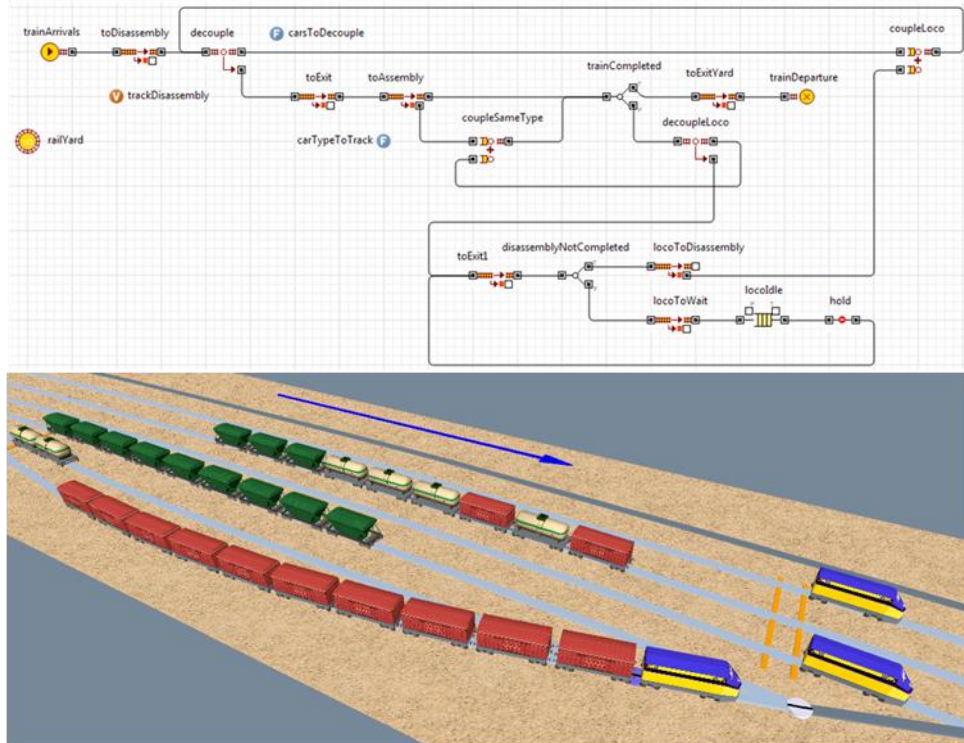 trainArrivals
toDisassembly
decouple
carsToDecouple
coupleLoco
trackDisassembly
toExit
toAssembly
trainCompleted
toExitYard
trainDeparture
railYard
carTypeToTrack
coupleSameType
decoupleLoco
toExit1
disassemblyNotCompleted
locoToDisassembly
locoToWait
locoIdle
hold